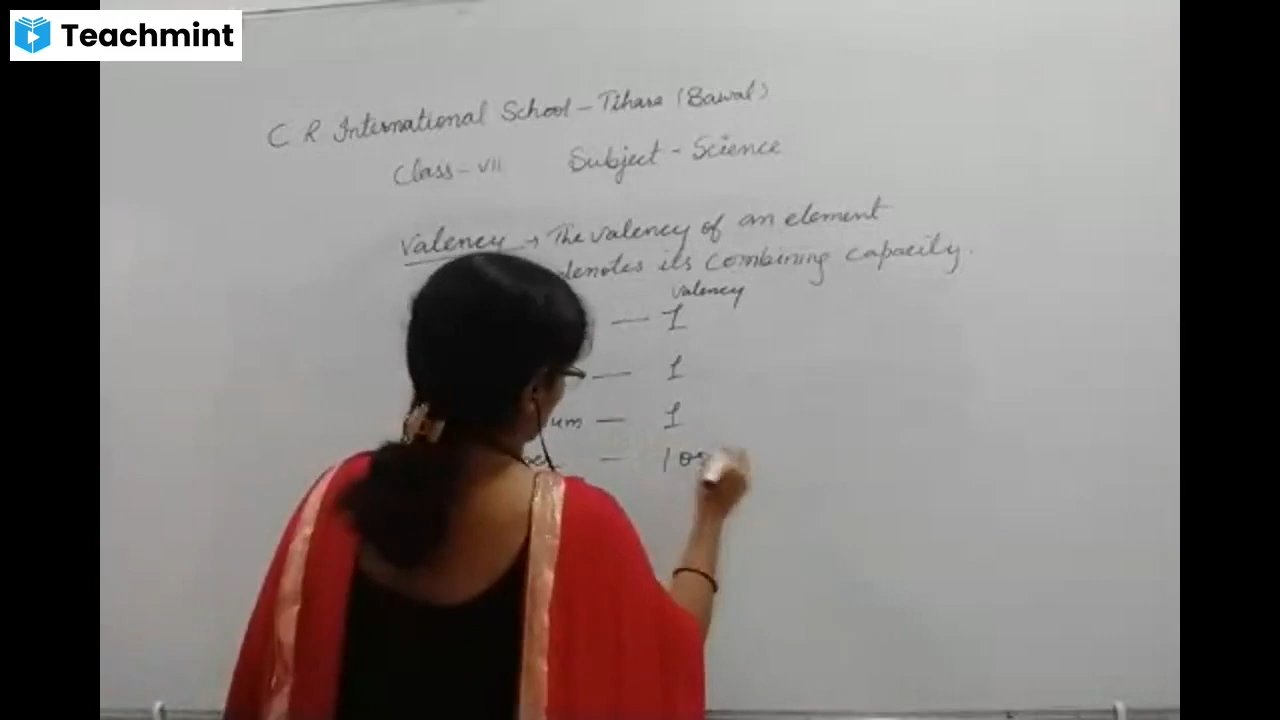 Teachmint
C R International School - Tihara (Bawal)
Class - VII Subject - Science
Valency → The valency of an element
denotes its combining capacity.
valency
— 1
— 1
um — 1
— 1 or